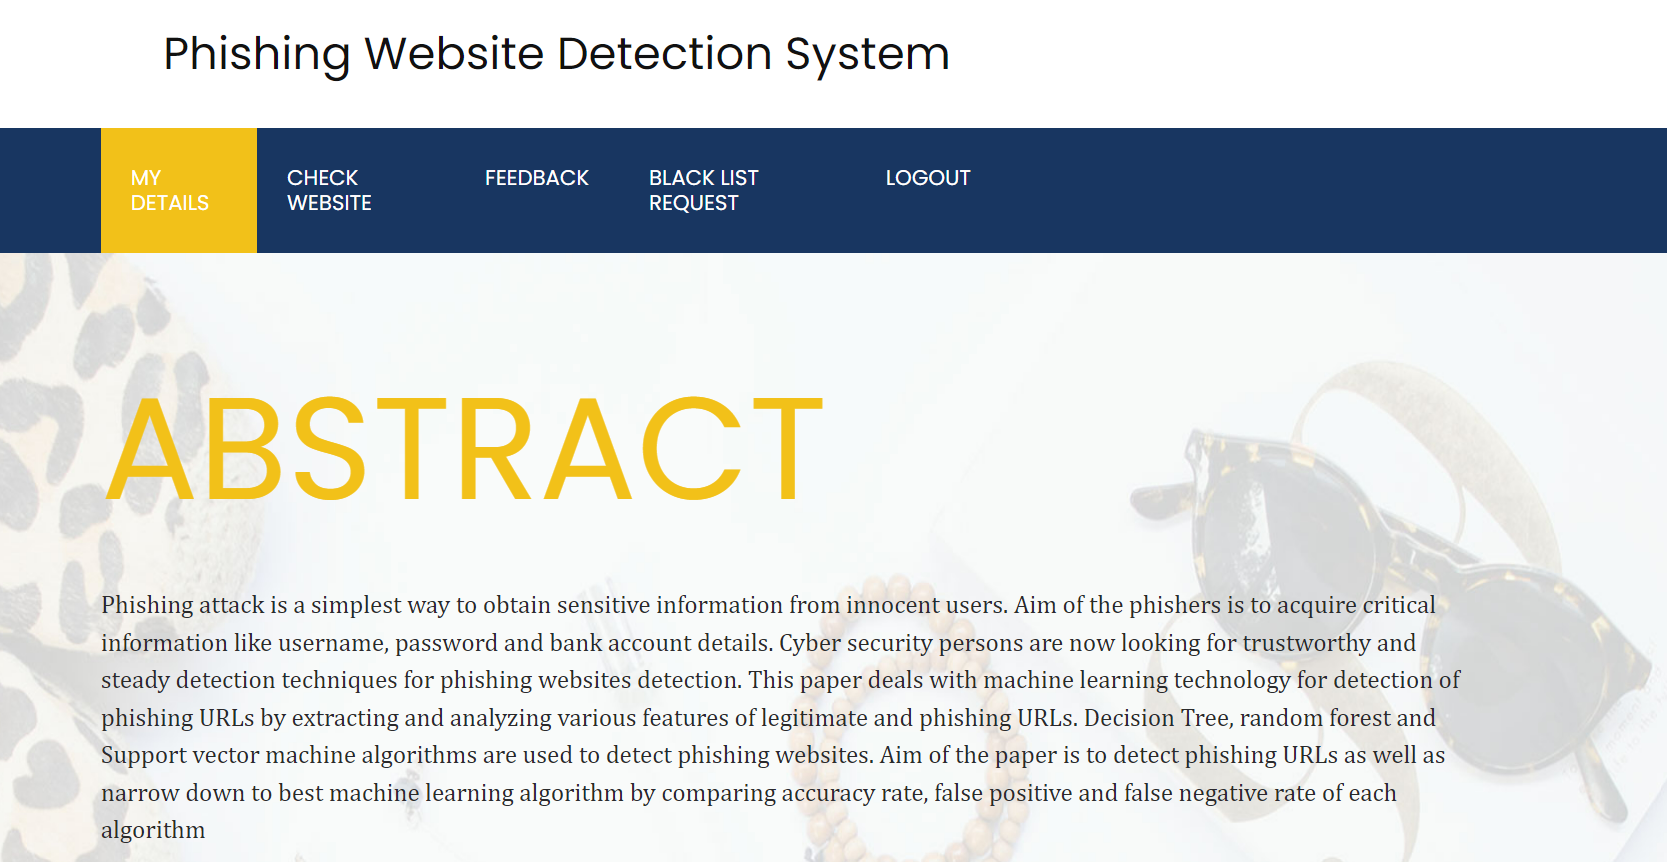 Phishing Website Detection System
MY
DETAILS
CHECK
WEBSITE
FEEDBACK
BLACK LIST
REQUEST
LOGOUT
ABSTRACT
Phishing attack is a simplest way to obtain sensitive information from innocent users. Aim of the phishers is to acquire critical
information like username, password and bank account details. Cyber security persons are now looking for trustworthy and
steady detection techniques for phishing websites detection. This paper deals with machine learning technology for detection of
phishing URLs by extracting and analyzing various features of legitimate and phishing URLs. Decision Tree, random forest and
Support vector machine algorithms are used to detect phishing websites. Aim of the paper is to detect phishing URLs as well as
narrow down to best machine learning algorithm by comparing accuracy rate, false positive and false negative rate of each
algorithm